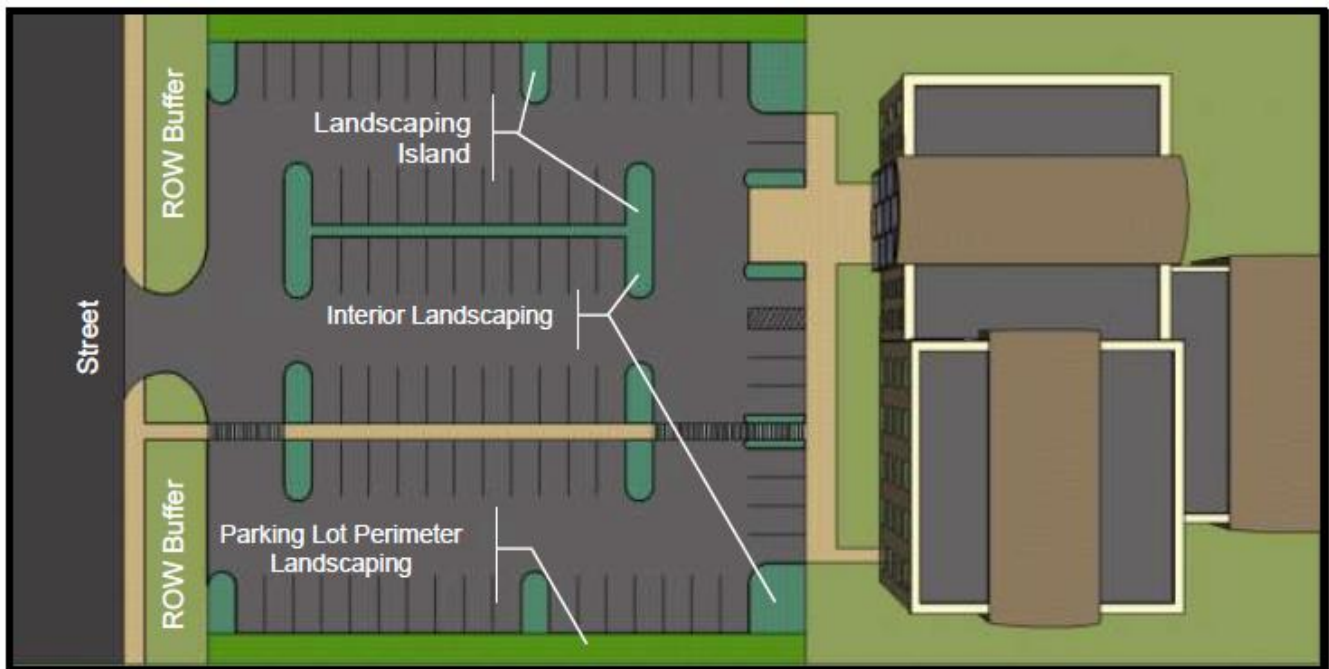 ROW Buffer
Landscaping
Island
Street
Interior Landscaping
ROW Buffer
Parking Lot Perimeter
Landscaping